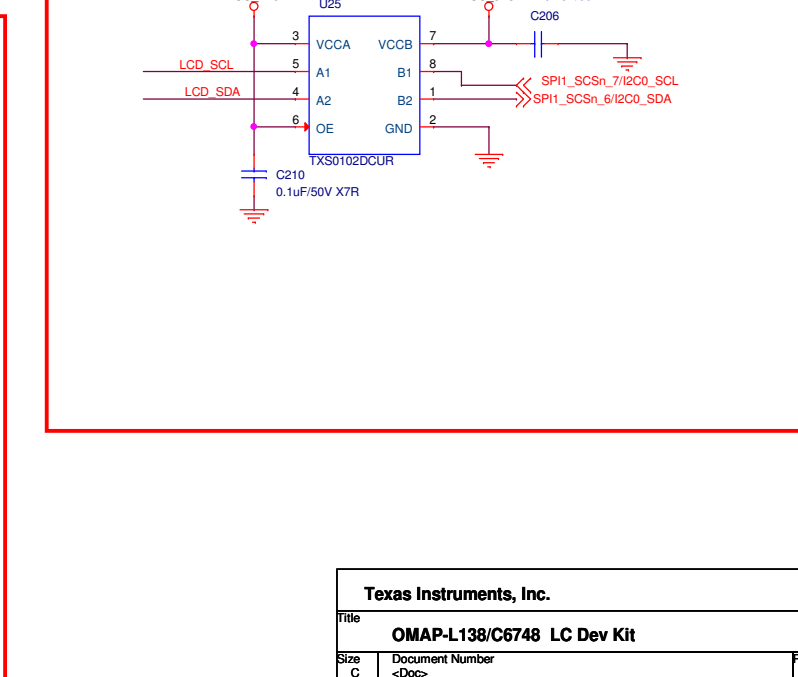 U25
C206
3 VCCA VCCB 7
LCD_SCL 5 A1 B1 8
SPI1_SCSn_7/I2C0_SCL
LCD_SDA 4 A2 B2 1 SPI1_SCSn_6/I2C0_SDA
6 OE GND 2
TXS0102DCUR
C210
0.1uF/50V X7R
Texas Instruments, Inc.
Title
OMAP-L138/C6748 LC Dev Kit
Size Document Number
C <Doc>